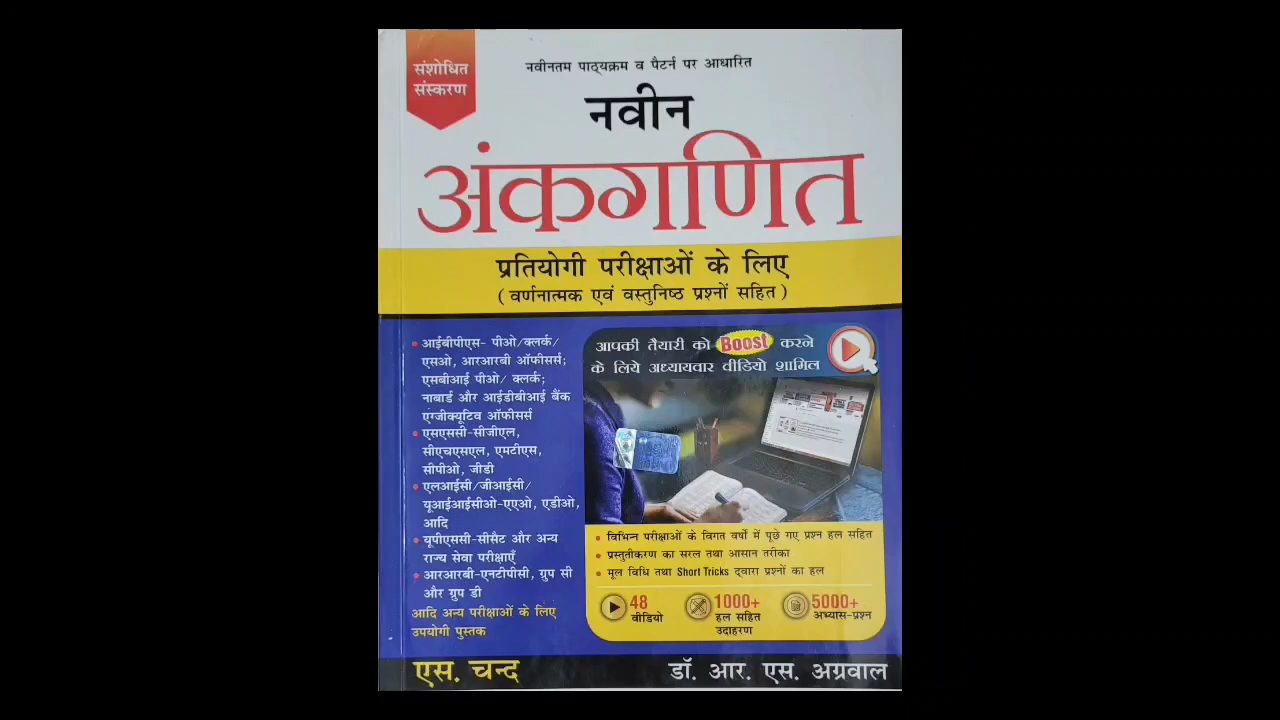 संशोधित
संस्करण
नवीनतम पाठ्यक्रम व पैटर्न पर आधारित
नवीन
अंकगणित
प्रतियोगी परीक्षाओं के लिए
(वर्णनात्मक एवं वस्तुनिष्ठ प्रश्नों सहित)
• आईबीपीएस- पीओ/क्लर्क/
एसओ, आरआरबी ऑफीसर्स;
एसबीआई पीओ/ क्लर्क;
नाबार्ड और आईडीबीआई बैंक
एग्जीक्यूटिव ऑफीसर्स
• एसएससी-सीजीएल,
सीएचएसएल, एमटीएस,
सीपीओ, जीडी
• एलआईसी/जीआईसी/
यूआईआईसीओ-एएओ, एडीओ,
आदि
• यूपीएससी-सीसैट और अन्य
राज्य सेवा परीक्षाएँ
• आरआरबी-एनटीपीसी, ग्रुप सी
और ग्रुप डी
आदि अन्य परीक्षाओं के लिए
उपयोगी पुस्तक
आपकी तैयारी को Boost करने
के लिये अध्यायवार वीडियो शामिल
• विभिन्न परीक्षाओं के विगत वर्षों में पूछे गए प्रश्न हल सहित
• प्रस्तुतीकरण का सरल तथा आसान तरीका
• मूल विधि तथा Short Tricks द्वारा प्रश्नों का हल
48
वीडियो
1000+
हल सहित
उदाहरण
5000+
अभ्यास-प्रश्न
एस. चन्द
डॉ. आर. एस. अग्रवाल